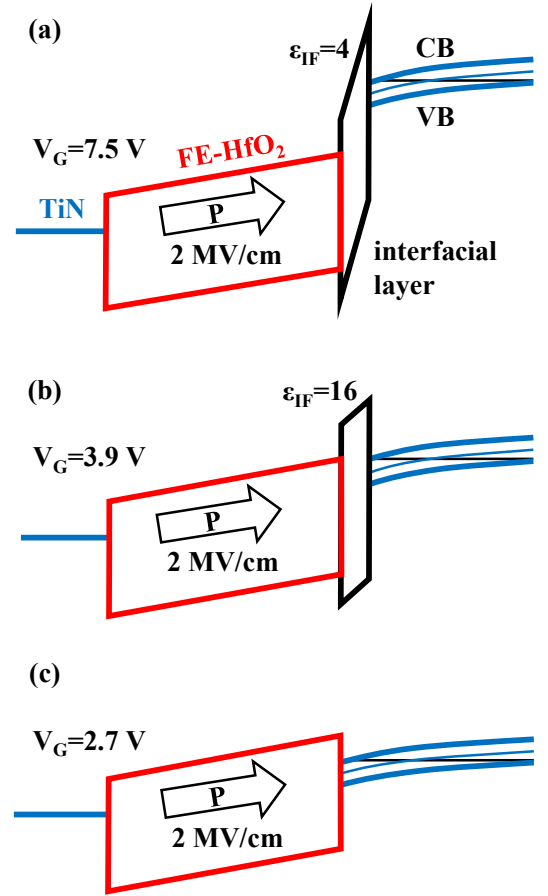 (a)
ε_IF=4
CB
V_G=7.5 V
FE-HfO₂
VB
TiN
P
2 MV/cm
interfacial
layer
(b)
ε_IF=16
V_G=3.9 V
P
2 MV/cm
(c)
V_G=2.7 V
P
2 MV/cm